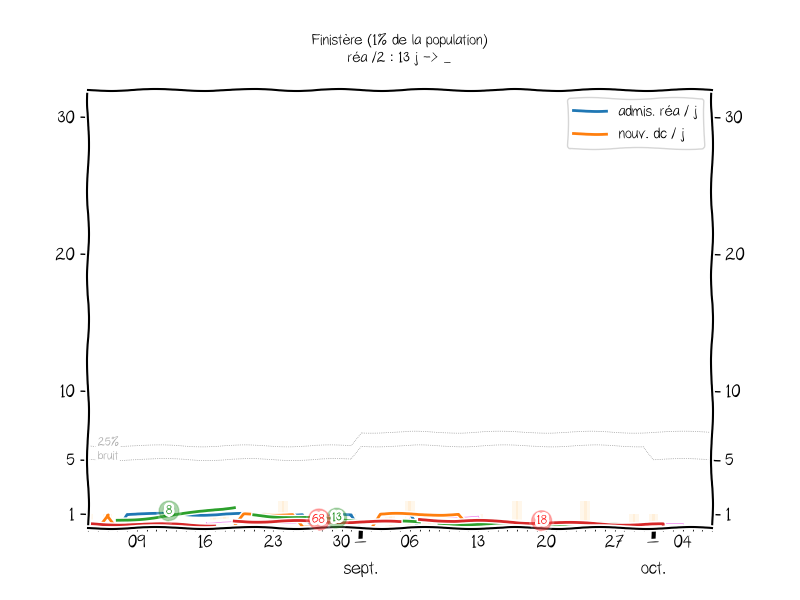 Finistère (1% de la population)
réa /2 : 13 j -> _
admis. réa / j
nouv. dc / j
30 30
20 20
10 10
25%
bruit
5 5
1 1
8
68 13 18
09 16 23 30 _ 06 13 20 27 _ 04
sept. oct.